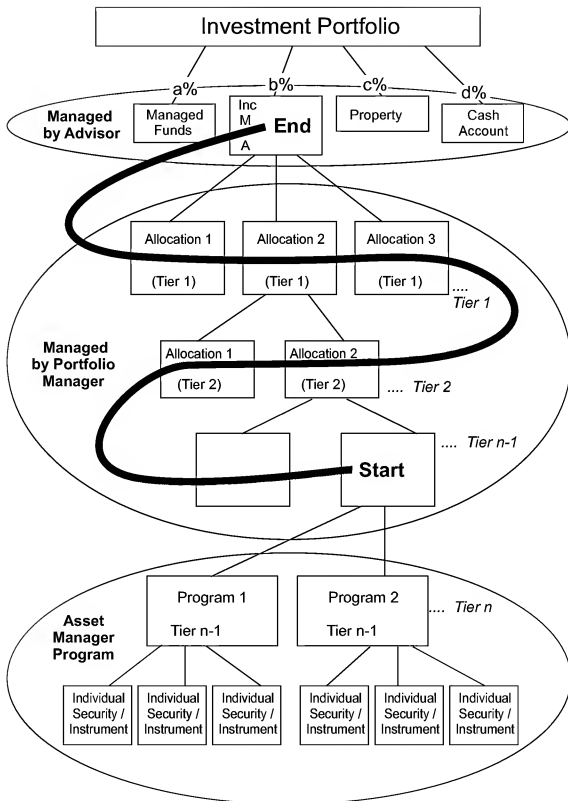 Investment Portfolio
a%
b%
c%
d%
Managed
by Advisor
Managed
Funds
Inc
M
A
End
Property
Cash
Account
Allocation 1
(Tier 1)
Allocation 2
(Tier 1)
Allocation 3
(Tier 1)
.... Tier 1
Managed
by Portfolio
Manager
Allocation 1
(Tier 2)
Allocation 2
(Tier 2)
.... Tier 2
.... Tier n-1
Start
Asset
Manager
Program
Program 1
Tier n-1
Program 2
Tier n-1
.... Tier n
Individual
Security /
Instrument
Individual
Security /
Instrument
Individual
Security /
Instrument
Individual
Security /
Instrument
Individual
Security /
Instrument
Individual
Security /
Instrument